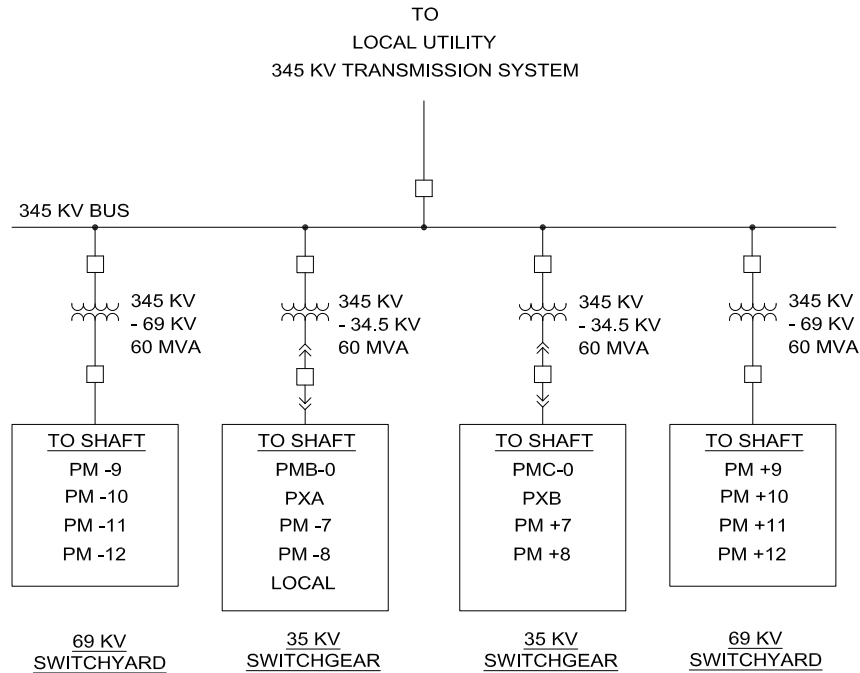 TO
LOCAL UTILITY
345 KV TRANSMISSION SYSTEM
345 KV BUS
345 KV
- 69 KV
60 MVA
345 KV
- 34.5 KV
60 MVA
345 KV
- 34.5 KV
60 MVA
345 KV
- 69 KV
60 MVA
TO SHAFT
PM -9
PM -10
PM -11
PM -12
TO SHAFT
PMB-0
PXA
PM -7
PM -8
LOCAL
TO SHAFT
PMC-0
PXB
PM +7
PM +8
TO SHAFT
PM +9
PM +10
PM +11
PM +12
69 KV
SWITCHYARD
35 KV
SWITCHGEAR
35 KV
SWITCHGEAR
69 KV
SWITCHYARD